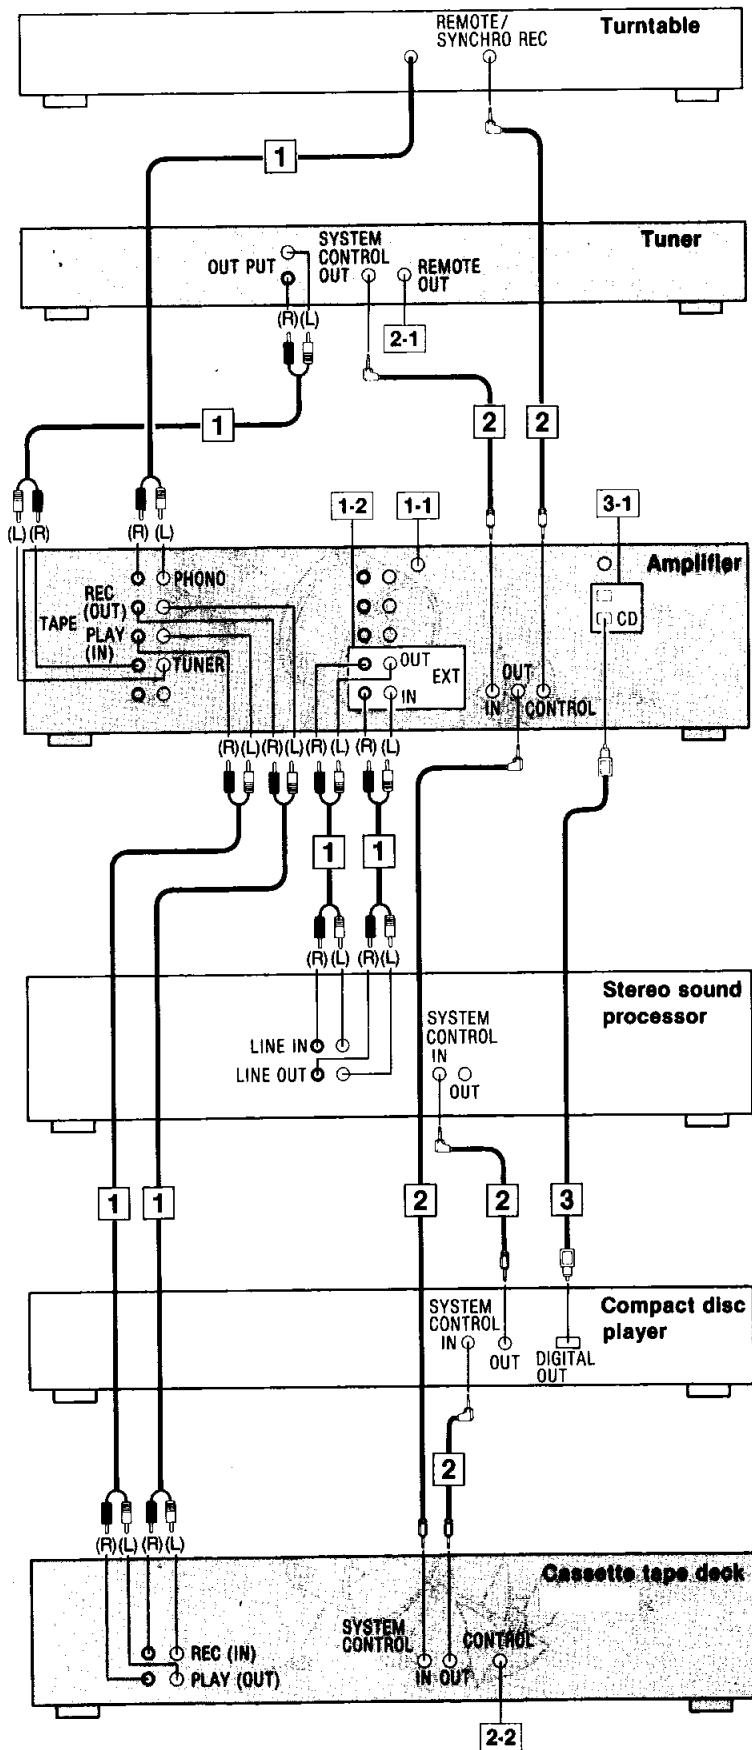 REMOTE/
SYNCHRO REC
Turntable
1
SYSTEM
CONTROL
OUT
OUT PUT
REMOTE
OUT
Tuner
(R) (L)
2-1
1
2
2
1-2
1-1
3-1
(L) (R)
(R) (L)
Amplifier
PHONO
REC
(OUT)
TAPE
PLAY
(IN)
TUNER
OUT
EXT
IN
OUT
IN
CONTROL
CD
(R) (L) (R) (L) (R) (L) (R) (L)
1
1
(R) (L) (R) (L)
Stereo sound
processor
LINE IN
LINE OUT
SYSTEM
CONTROL
IN
OUT
1
1
2
2
3
SYSTEM
CONTROL
IN
OUT
DIGITAL
OUT
Compact disc
player
2
(R) (L) (R) (L)
Cassette tape deck
REC (IN)
PLAY (OUT)
SYSTEM
CONTROL
IN OUT
CONTROL
2-2